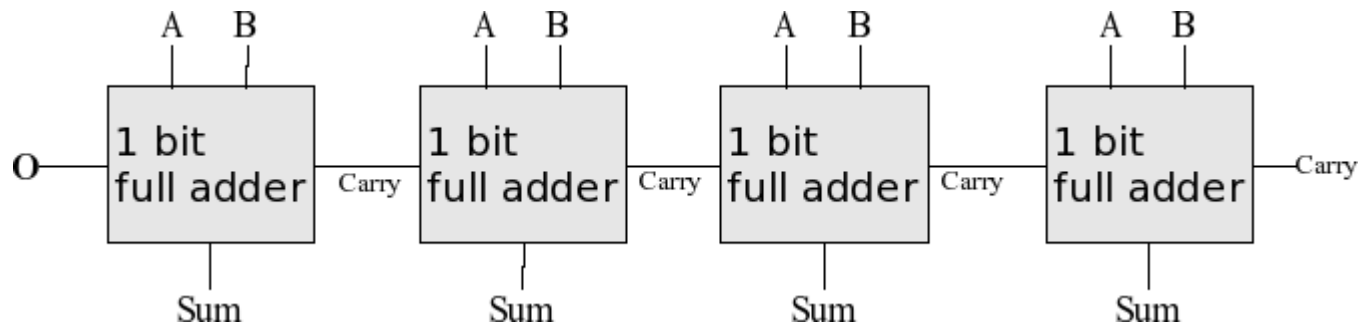 A B A B A B A B
O 1 bit full adder Carry 1 bit full adder Carry 1 bit full adder Carry 1 bit full adder Carry
Sum Sum Sum Sum